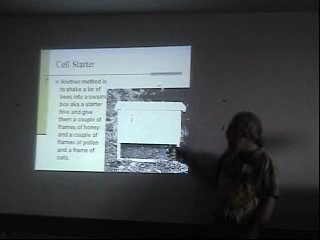 Cell Starter
Another method is
to shake a lot of
bees into a swarm
box aka a starter
hive and give
them a couple of
frames of honey
and a couple of
frames of pollen
and a frame of
cells.